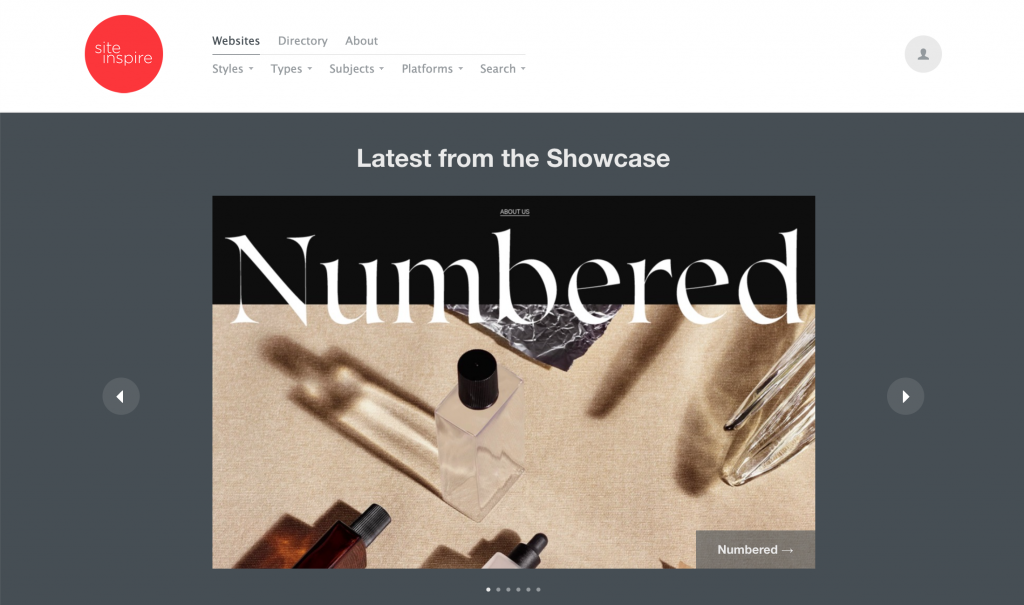 site
inspire
Websites Directory About
Styles Types Subjects Platforms Search
Latest from the Showcase
ABOUT US
Numbered
Numbered →